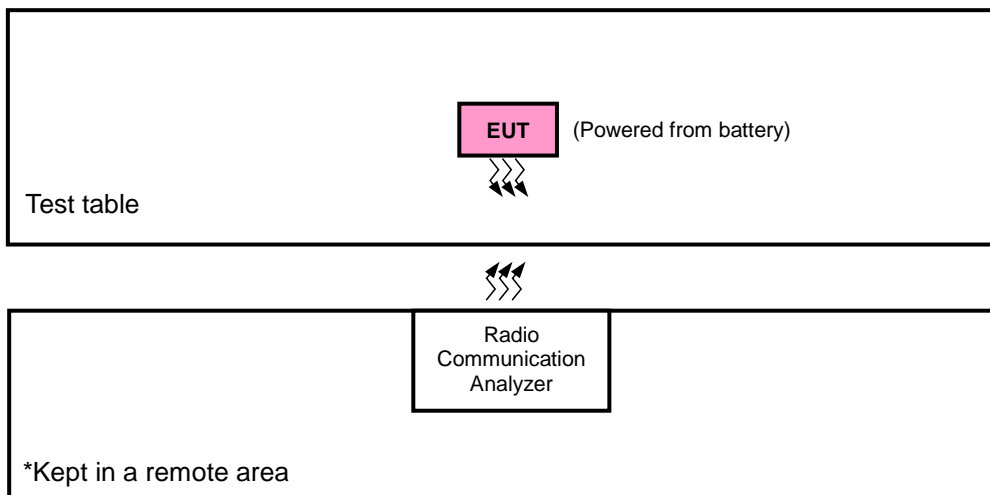 EUT
(Powered from battery)
Test table
Radio
Communication
Analyzer
*Kept in a remote area